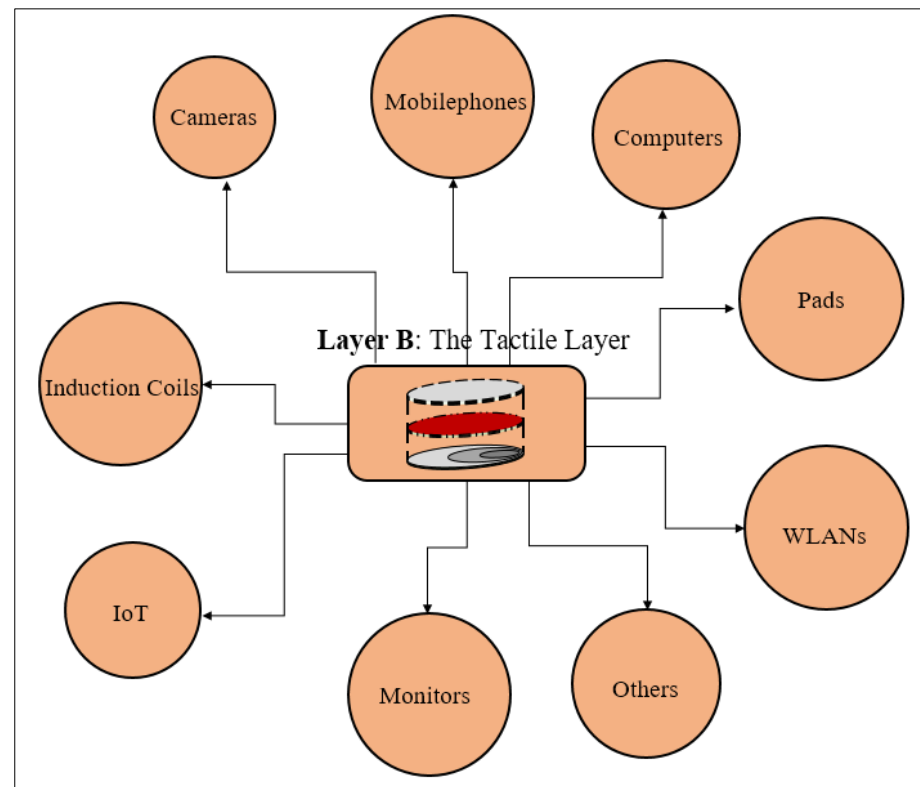 Cameras
Mobilephones
Computers
Pads
Layer B: The Tactile Layer
Induction Coils
WLANs
IoT
Monitors
Others